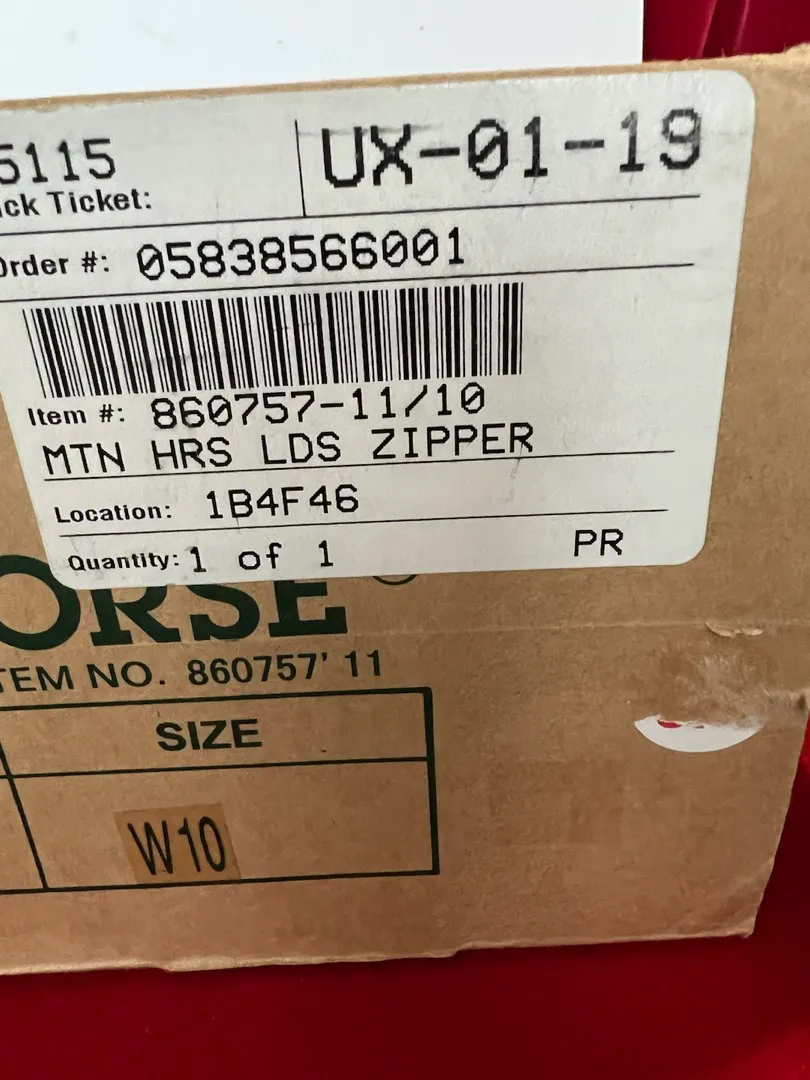 5115
UX-01-19
ck Ticket:
Order #: 05838566001
Item #: 860757-11/10
MTN HRS LDS ZIPPER
Location: 1B4F46
Quantity: 1 of 1 PR
ORSE
TEM NO. 860757' 11
SIZE
W10